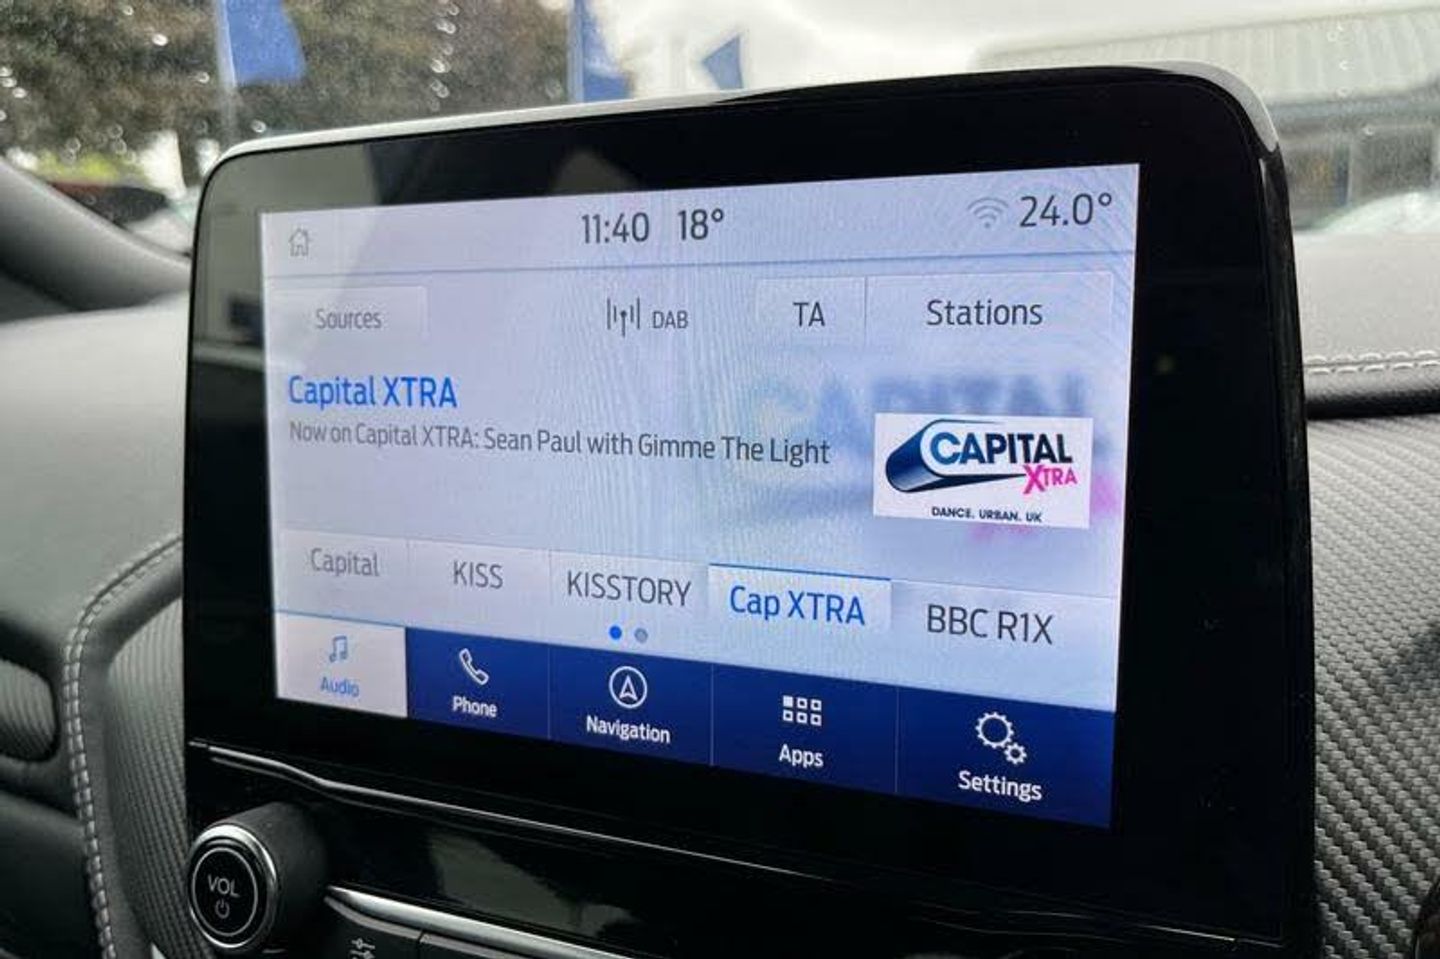 11:40 18° 24.0°
Sources DAB TA Stations
Capital XTRA
Now on Capital XTRA: Sean Paul with Gimme The Light
CAPITAL
XTRA
DANCE. URBAN. UK
Capital KISS KISSTORY Cap XTRA BBC R1X
Audio Phone Navigation Apps Settings
VOL